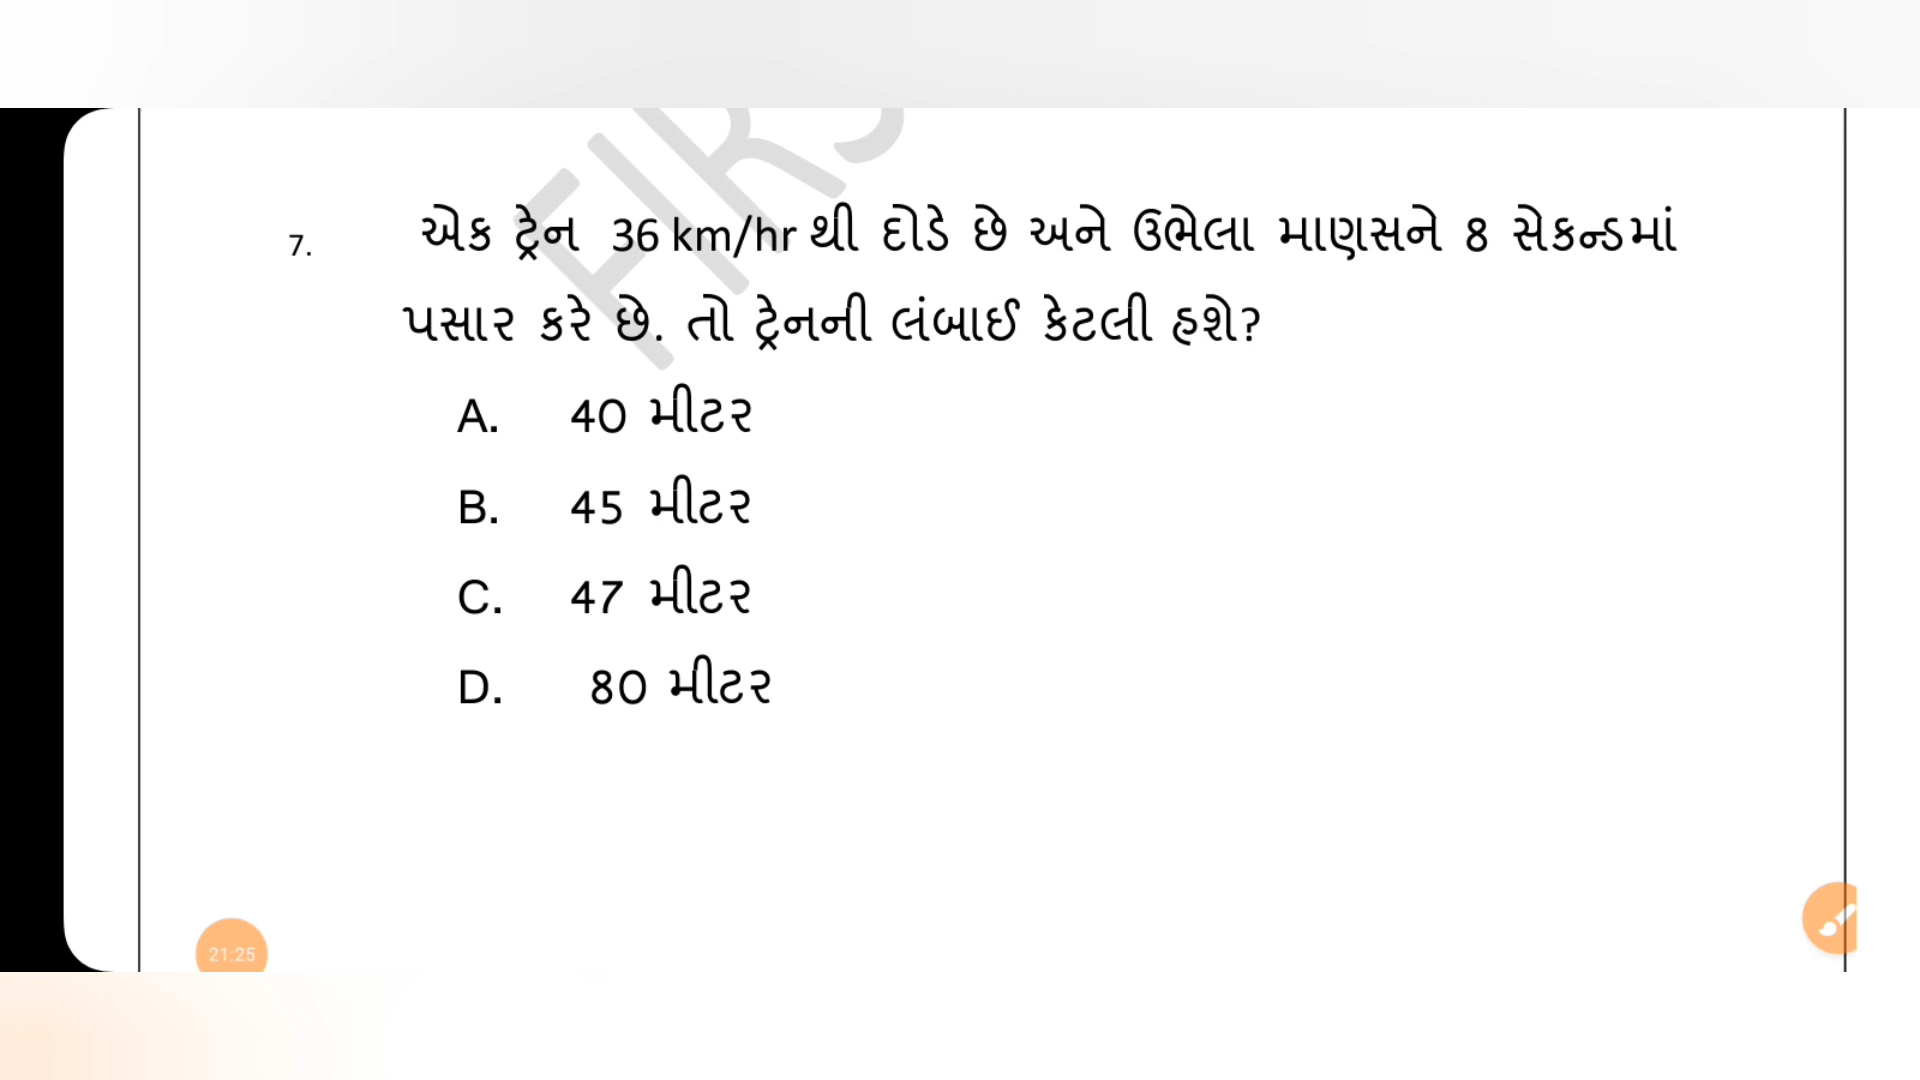 FIRS
7. એક ટ્રેન 36 km/hr થી દોડે છે અને ઉભેલા માણસને 8 સેકન્ડમાં
પસાર કરે છે. તો ટ્રેનની લંબાઈ કેટલી હશે?
A. 40 મીટર
B. 45 મીટર
C. 47 મીટર
D. 80 મીટર
21:25